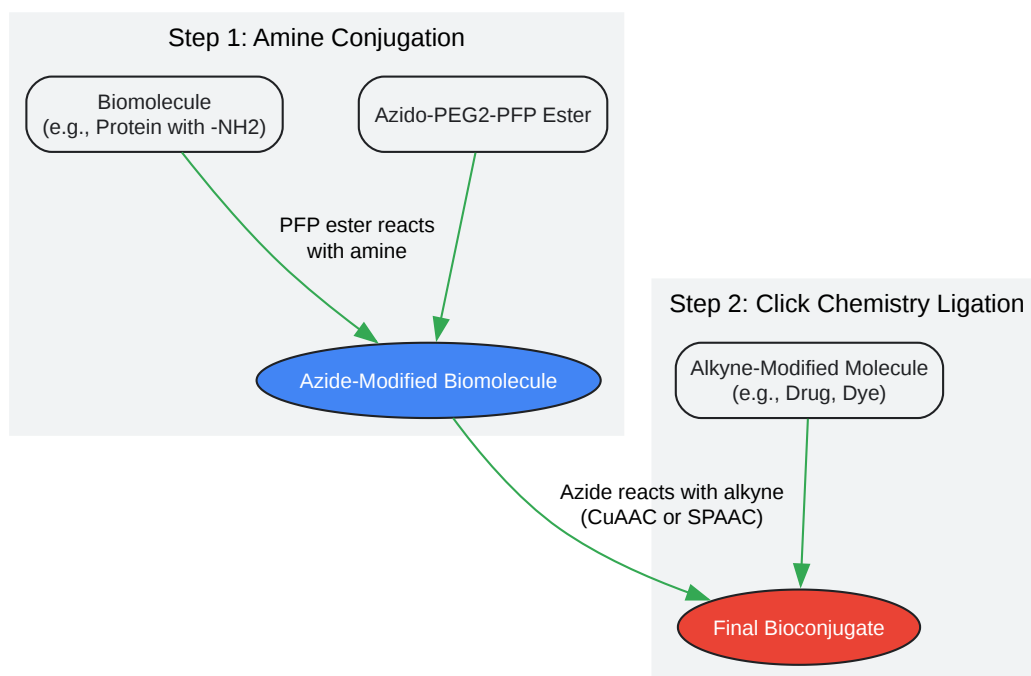 Step 1: Amine Conjugation
Biomolecule
(e.g., Protein with -NH2)
Azido-PEG2-PFP Ester
PFP ester reacts
with amine
Azide-Modified Biomolecule
Step 2: Click Chemistry Ligation
Alkyne-Modified Molecule
(e.g., Drug, Dye)
Azide reacts with alkyne
(CuAAC or SPAAC)
Final Bioconjugate